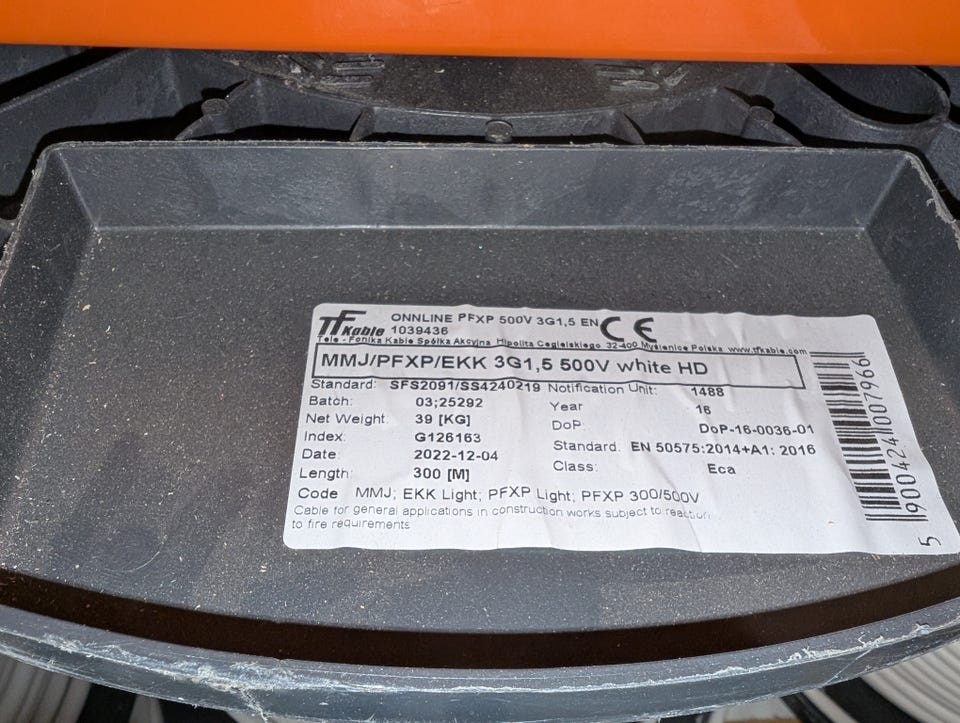 TF Kable ONNLINE PFXP 500V 3G1,5 EN CE
1039436
Tele - Fonika Kable Spółka Akcyjna Hipolita Cegielskiego 32-400 Myślenice Polska www.tfkable.com
MMJ/PFXP/EKK 3G1,5 500V white HD
Standard: SFS2091/SS4240219 Notification Unit: 1488
Batch: 03;25292 Year 16
Net Weight: 39 [KG] DoP: DoP-16-0036-01
Index: G126163 Standard: EN 50575:2014+A1: 2016
Date: 2022-12-04 Class: Eca
Length: 300 [M]
Code MMJ; EKK Light; PFXP Light; PFXP 300/500V
Cable for general applications in construction works subject to reaction
to fire requirements
5 900424 007966